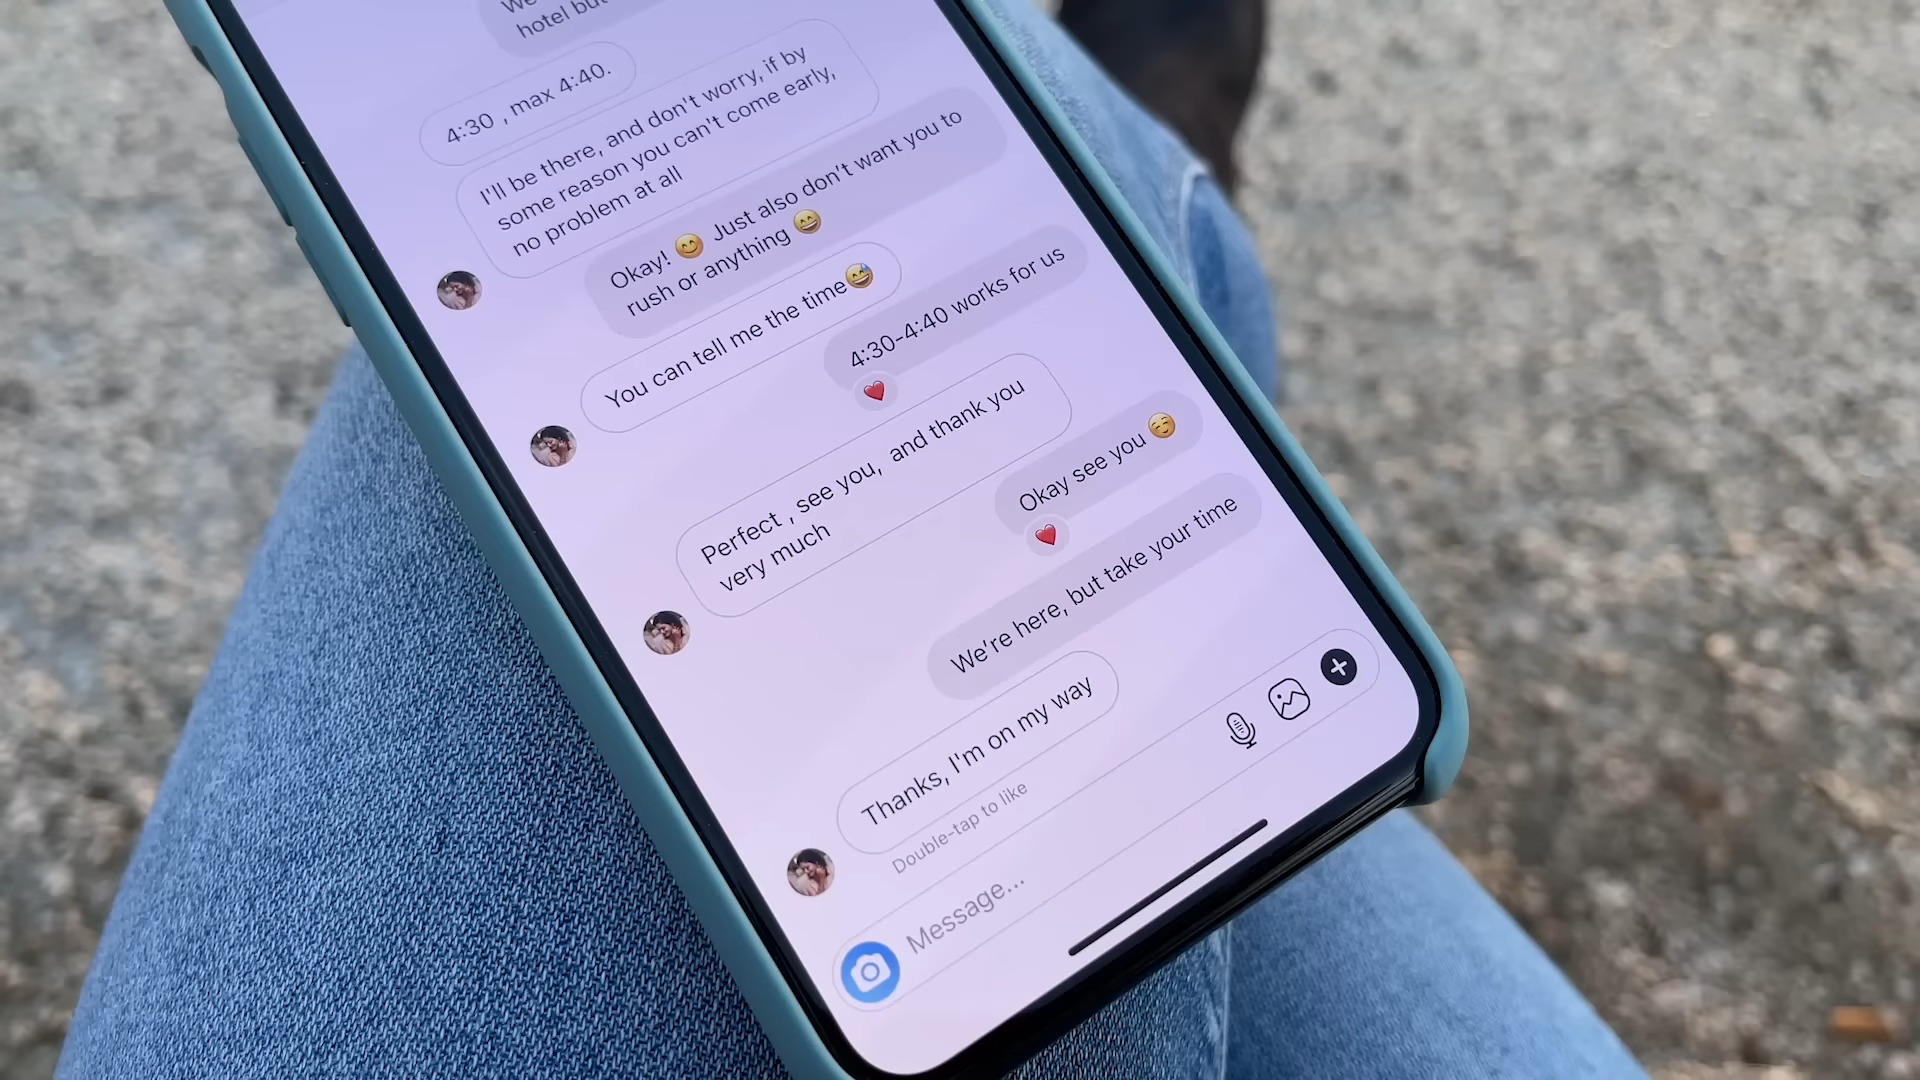 We
hotel but
4:30 , max 4:40.
I'll be there, and don't worry, if by
some reason you can't come early,
no problem at all
Okay! 😊 Just also don't want you to
rush or anything 😄
You can tell me the time😅
4:30-4:40 works for us
❤️
Perfect , see you, and thank you
very much
Okay see you ☺️
❤️
We're here, but take your time
Thanks, I'm on my way
Double-tap to like
Message...